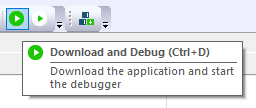 Download and Debug (Ctrl+D)
Download the application and start
the debugger